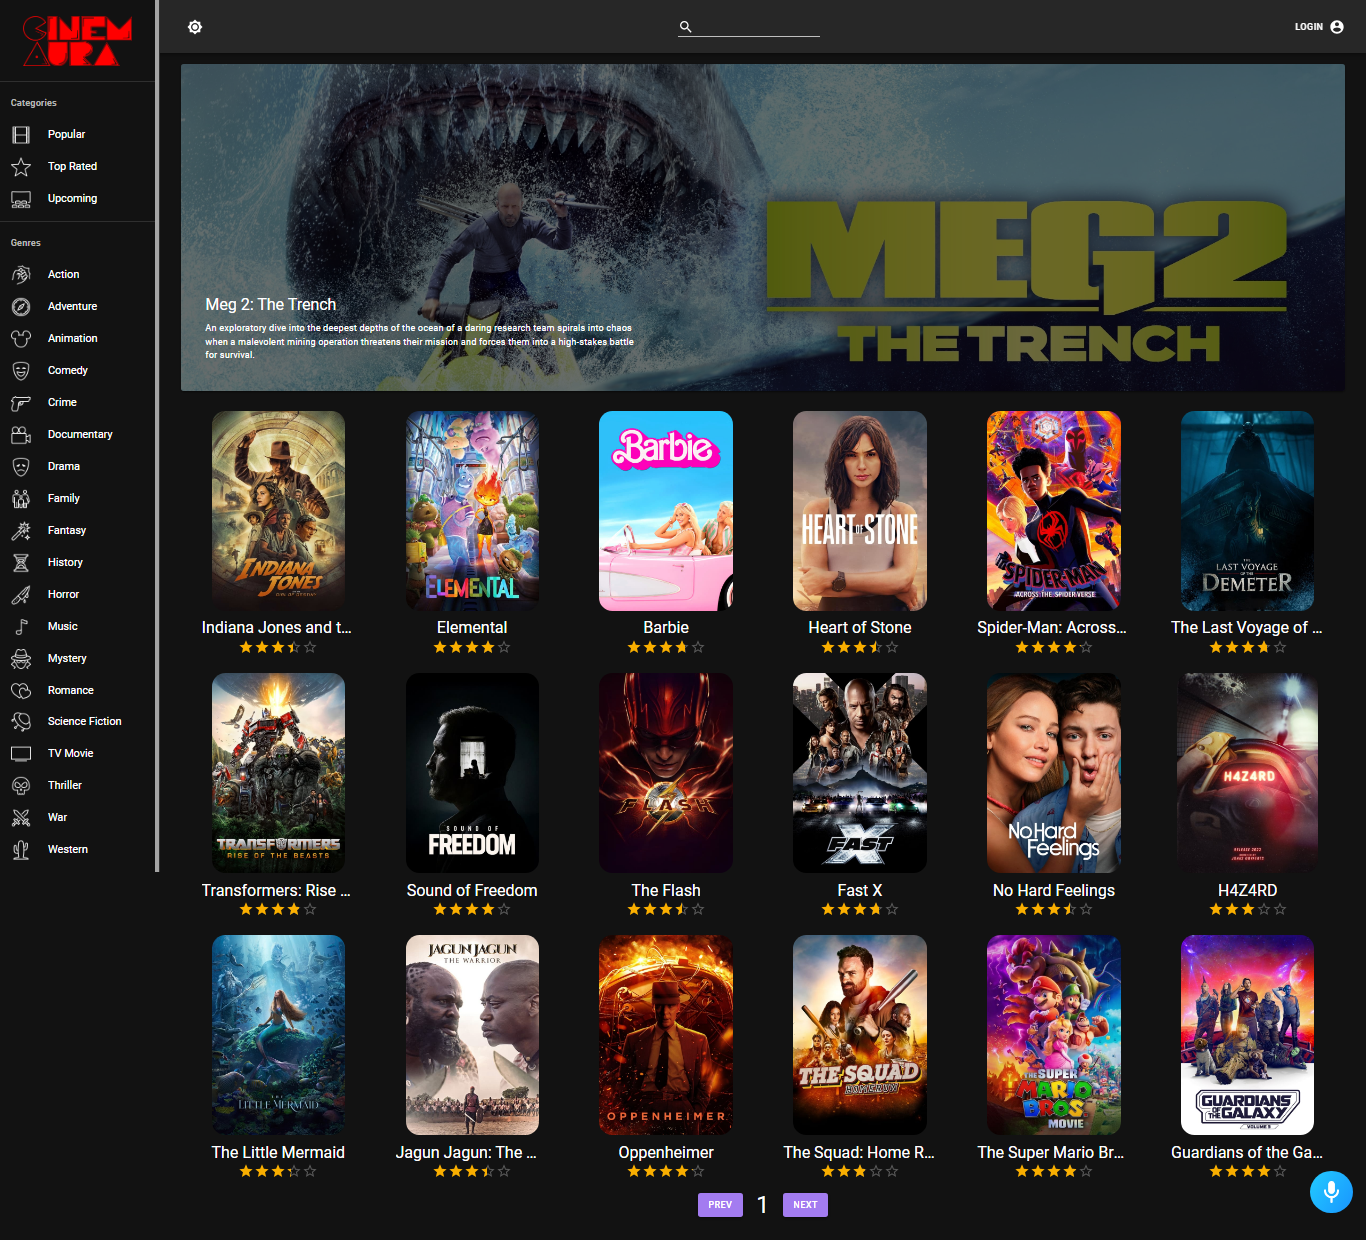 CINEM
AURA
LOGIN
Categories
Popular
Top Rated
Upcoming
Genres
Action
Adventure
Animation
Comedy
Crime
Documentary
Drama
Family
Fantasy
History
Horror
Music
Mystery
Romance
Science Fiction
TV Movie
Thriller
War
Western
MEG2
THE TRENCH
Meg 2: The Trench
An exploratory dive into the deepest depths of the ocean of a daring research team spirals into chaos
when a malevolent mining operation threatens their mission and forces them into a high-stakes battle
for survival.
INDIANA
JONES
Indiana Jones and t...
ELEMENTAL
Elemental
Barbie
Barbie
HEART OF STONE
Heart of Stone
SPIDER-MAN
ACROSS THE SPIDER-VERSE
Spider-Man: Across...
THE
LAST VOYAGE
OF THE
DEMETER
The Last Voyage of ...
TRANSFORMERS
RISE OF THE BEASTS
Transformers: Rise ...
SOUND OF
FREEDOM
Sound of Freedom
FLASH
The Flash
FAST X
Fast X
No Hard
Feelings
No Hard Feelings
H4Z4RD
RELEASE 2022
H4Z4RD
THE
LITTLE MERMAID
The Little Mermaid
JAGUN JAGUN
THE WARRIOR
Jagun Jagun: The ...
OPPENHEIMER
Oppenheimer
THE SQUAD
HOME RUN
The Squad: Home R...
THE SUPER
MARIO
BROS
MOVIE
The Super Mario Br...
GUARDIANS
OF THE GALAXY
VOLUME 3
Guardians of the Ga...
PREV
1
NEXT